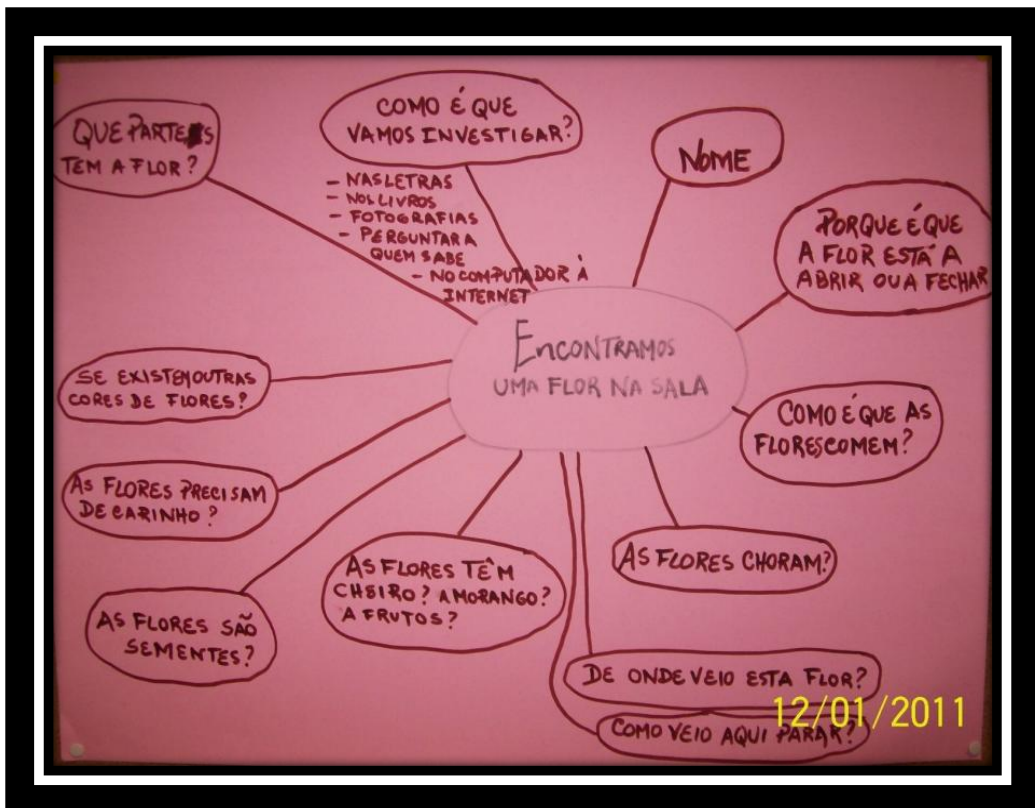 QUE PARTES
TEM A FLOR?
COMO É QUE
VAMOS INVESTIGAR?
- NAS LETRAS
- NOS LIVROS
- FOTOGRAFIAS
- PERGUNTAR A
QUEM SABE
- NO COMPUTADOR À
INTERNET
NOME
PORQUE É QUE
A FLOR ESTÁ A
ABRIR OU A FECHAR
ENCONTRAMOS
UMA FLOR NA SALA
SE EXISTEM OUTRAS
CORES DE FLORES?
COMO É QUE AS
FLORES COMEM?
AS FLORES PRECISAM
DE CARINHO?
AS FLORES CHORAM?
AS FLORES TÊM
CHEIRO? A MORANGO?
A FRUTOS?
AS FLORES SÃO
SEMENTES?
DE ONDE VEIO ESTA FLOR?
COMO VEIO AQUI PARAR?
12/01/2011